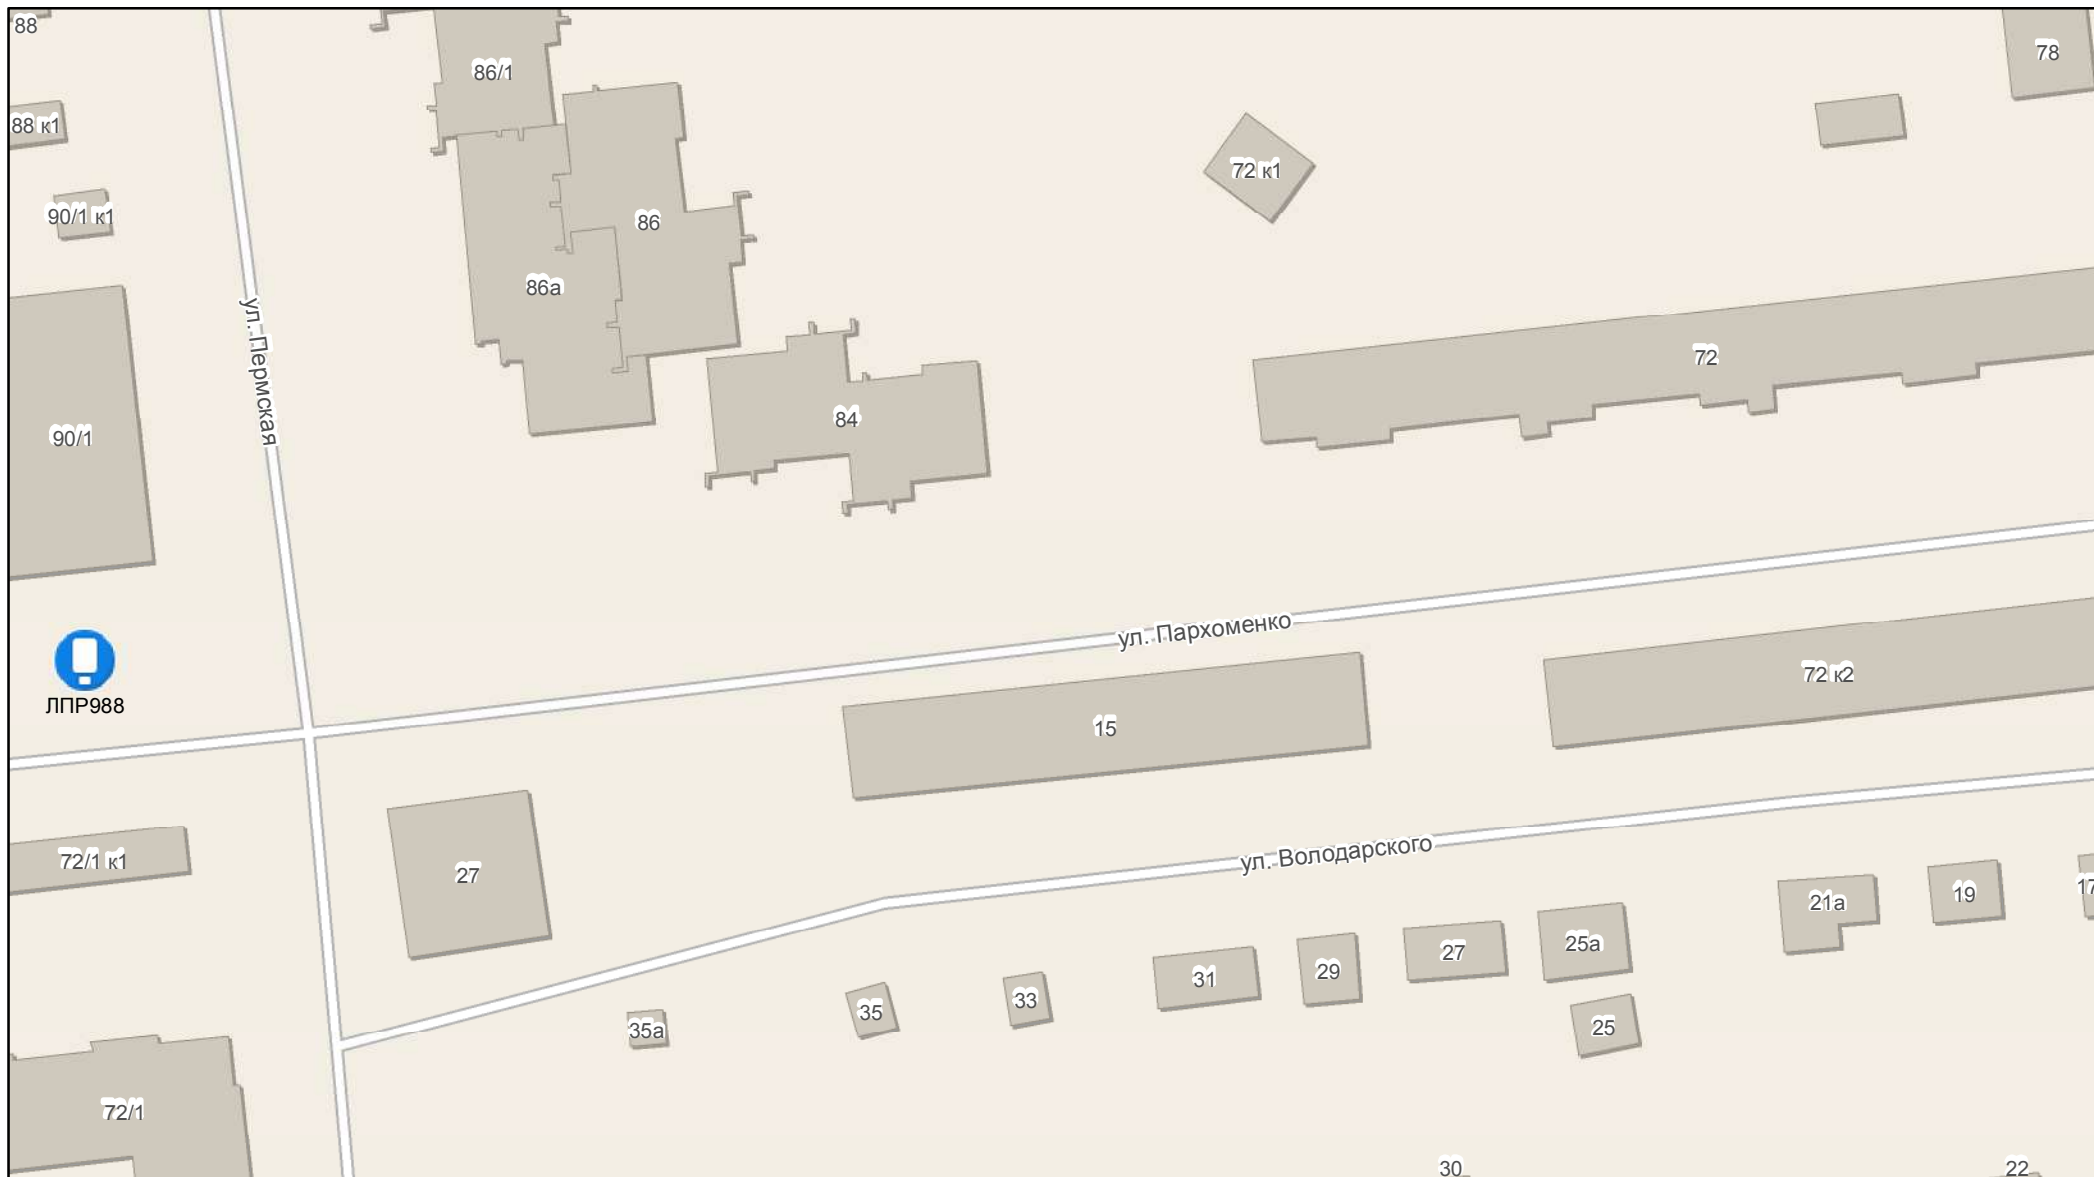 88
86/1
78
88 к1
72 к1
90/1 к1
86
86а
ул. Пермская
72
84
90/1
ул. Пархоменко
72 к2
ЛПР988
15
ул. Володарского
72/1 к1
27
21а
19
17
25а
27
29
31
33
35
35а
25
72/1
30
22